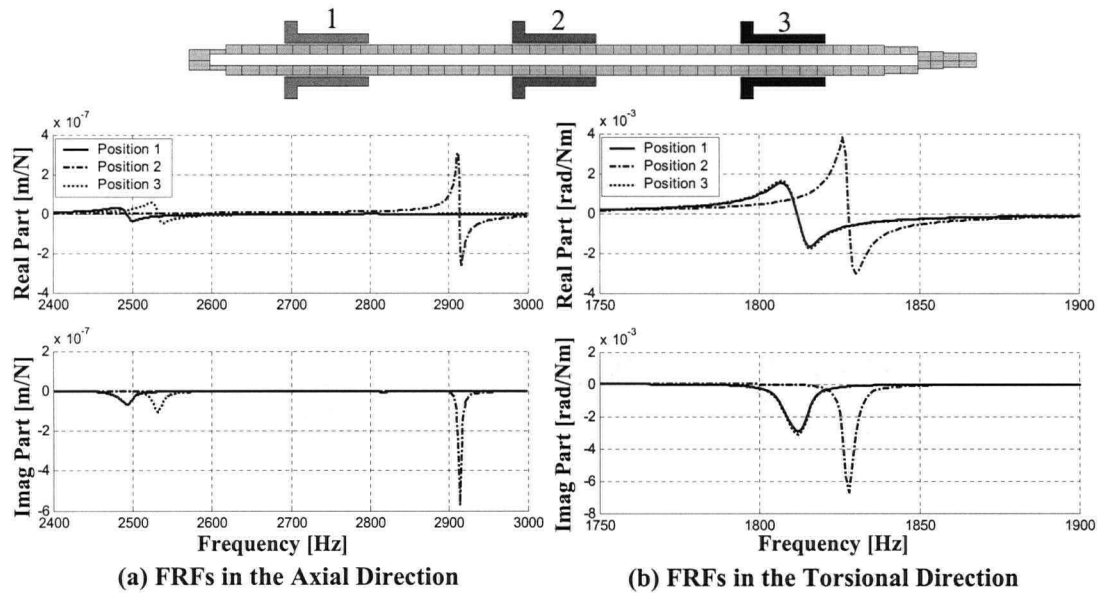 1 2 3
x 10⁻⁷
4
2
0
-2
-4
Real Part [m/N]
Position 1
Position 2
Position 3
2400 2500 2600 2700 2800 2900 3000
x 10⁻³
4
2
0
-2
-4
Real Part [rad/Nm]
Position 1
Position 2
Position 3
1750 1800 1850 1900
x 10⁻⁷
2
0
-2
-4
-6
Imag Part [m/N]
2400 2500 2600 2700 2800 2900 3000
Frequency [Hz]
x 10⁻³
2
0
-2
-4
-6
-8
Imag Part [rad/Nm]
1750 1800 1850 1900
Frequency [Hz]
(a) FRFs in the Axial Direction
(b) FRFs in the Torsional Direction